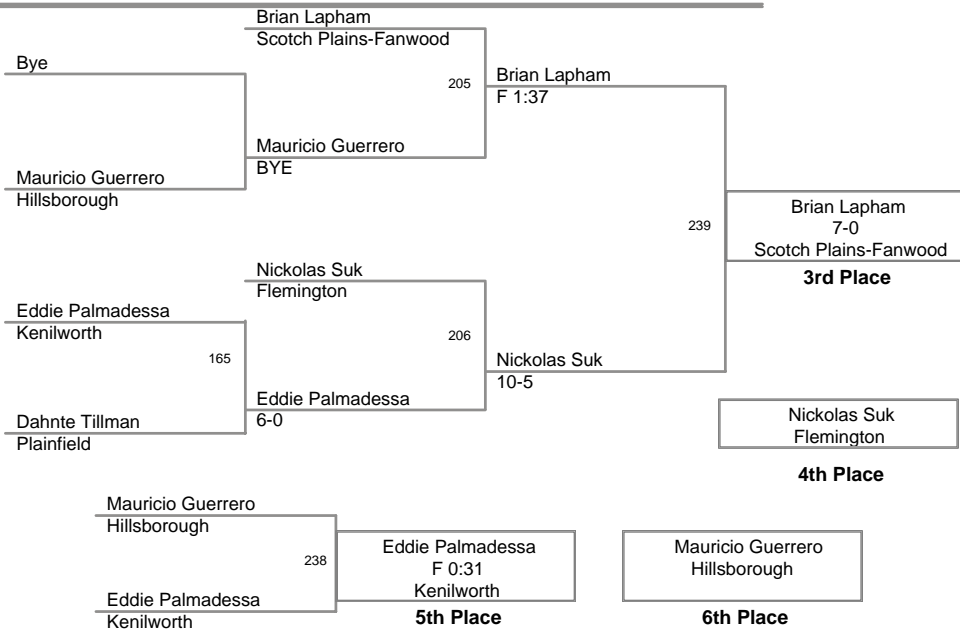 Brian Lapham
Scotch Plains-Fanwood
Bye
205
Brian Lapham
F 1:37
Mauricio Guerrero
BYE
Mauricio Guerrero
Hillsborough
239
Brian Lapham
7-0
Scotch Plains-Fanwood
3rd Place
Nickolas Suk
Flemington
Eddie Palmadessa
Kenilworth
165
206
Nickolas Suk
10-5
Eddie Palmadessa
6-0
Dahnte Tillman
Plainfield
Nickolas Suk
Flemington
4th Place
Mauricio Guerrero
Hillsborough
238
Eddie Palmadessa
F 0:31
Kenilworth
5th Place
Eddie Palmadessa
Kenilworth
Mauricio Guerrero
Hillsborough
6th Place